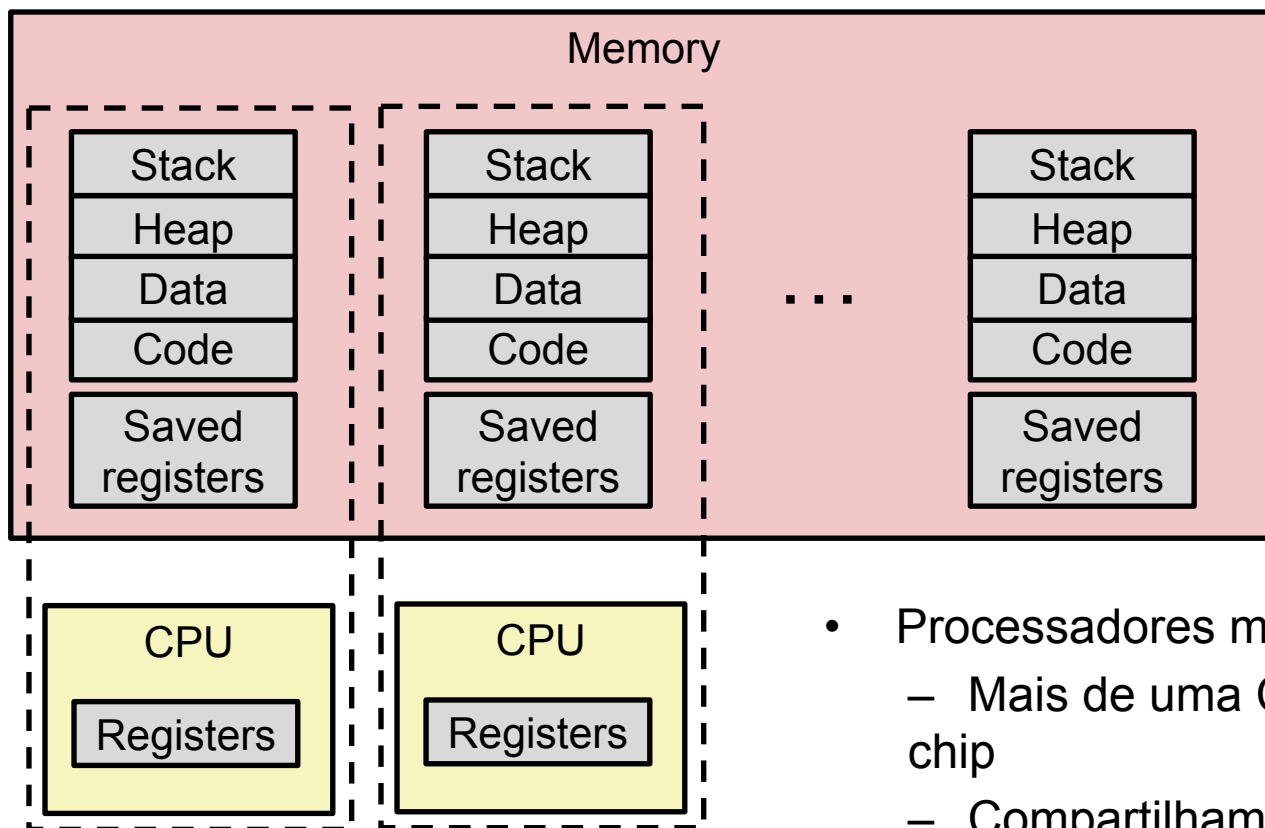 Memory
Stack
Heap
Data
Code
Saved
registers
Stack
Heap
Data
Code
Saved
registers
...
Stack
Heap
Data
Code
Saved
registers
CPU
Registers
CPU
Registers
• Processadores
– Mais de uma
chip
– Compartilham